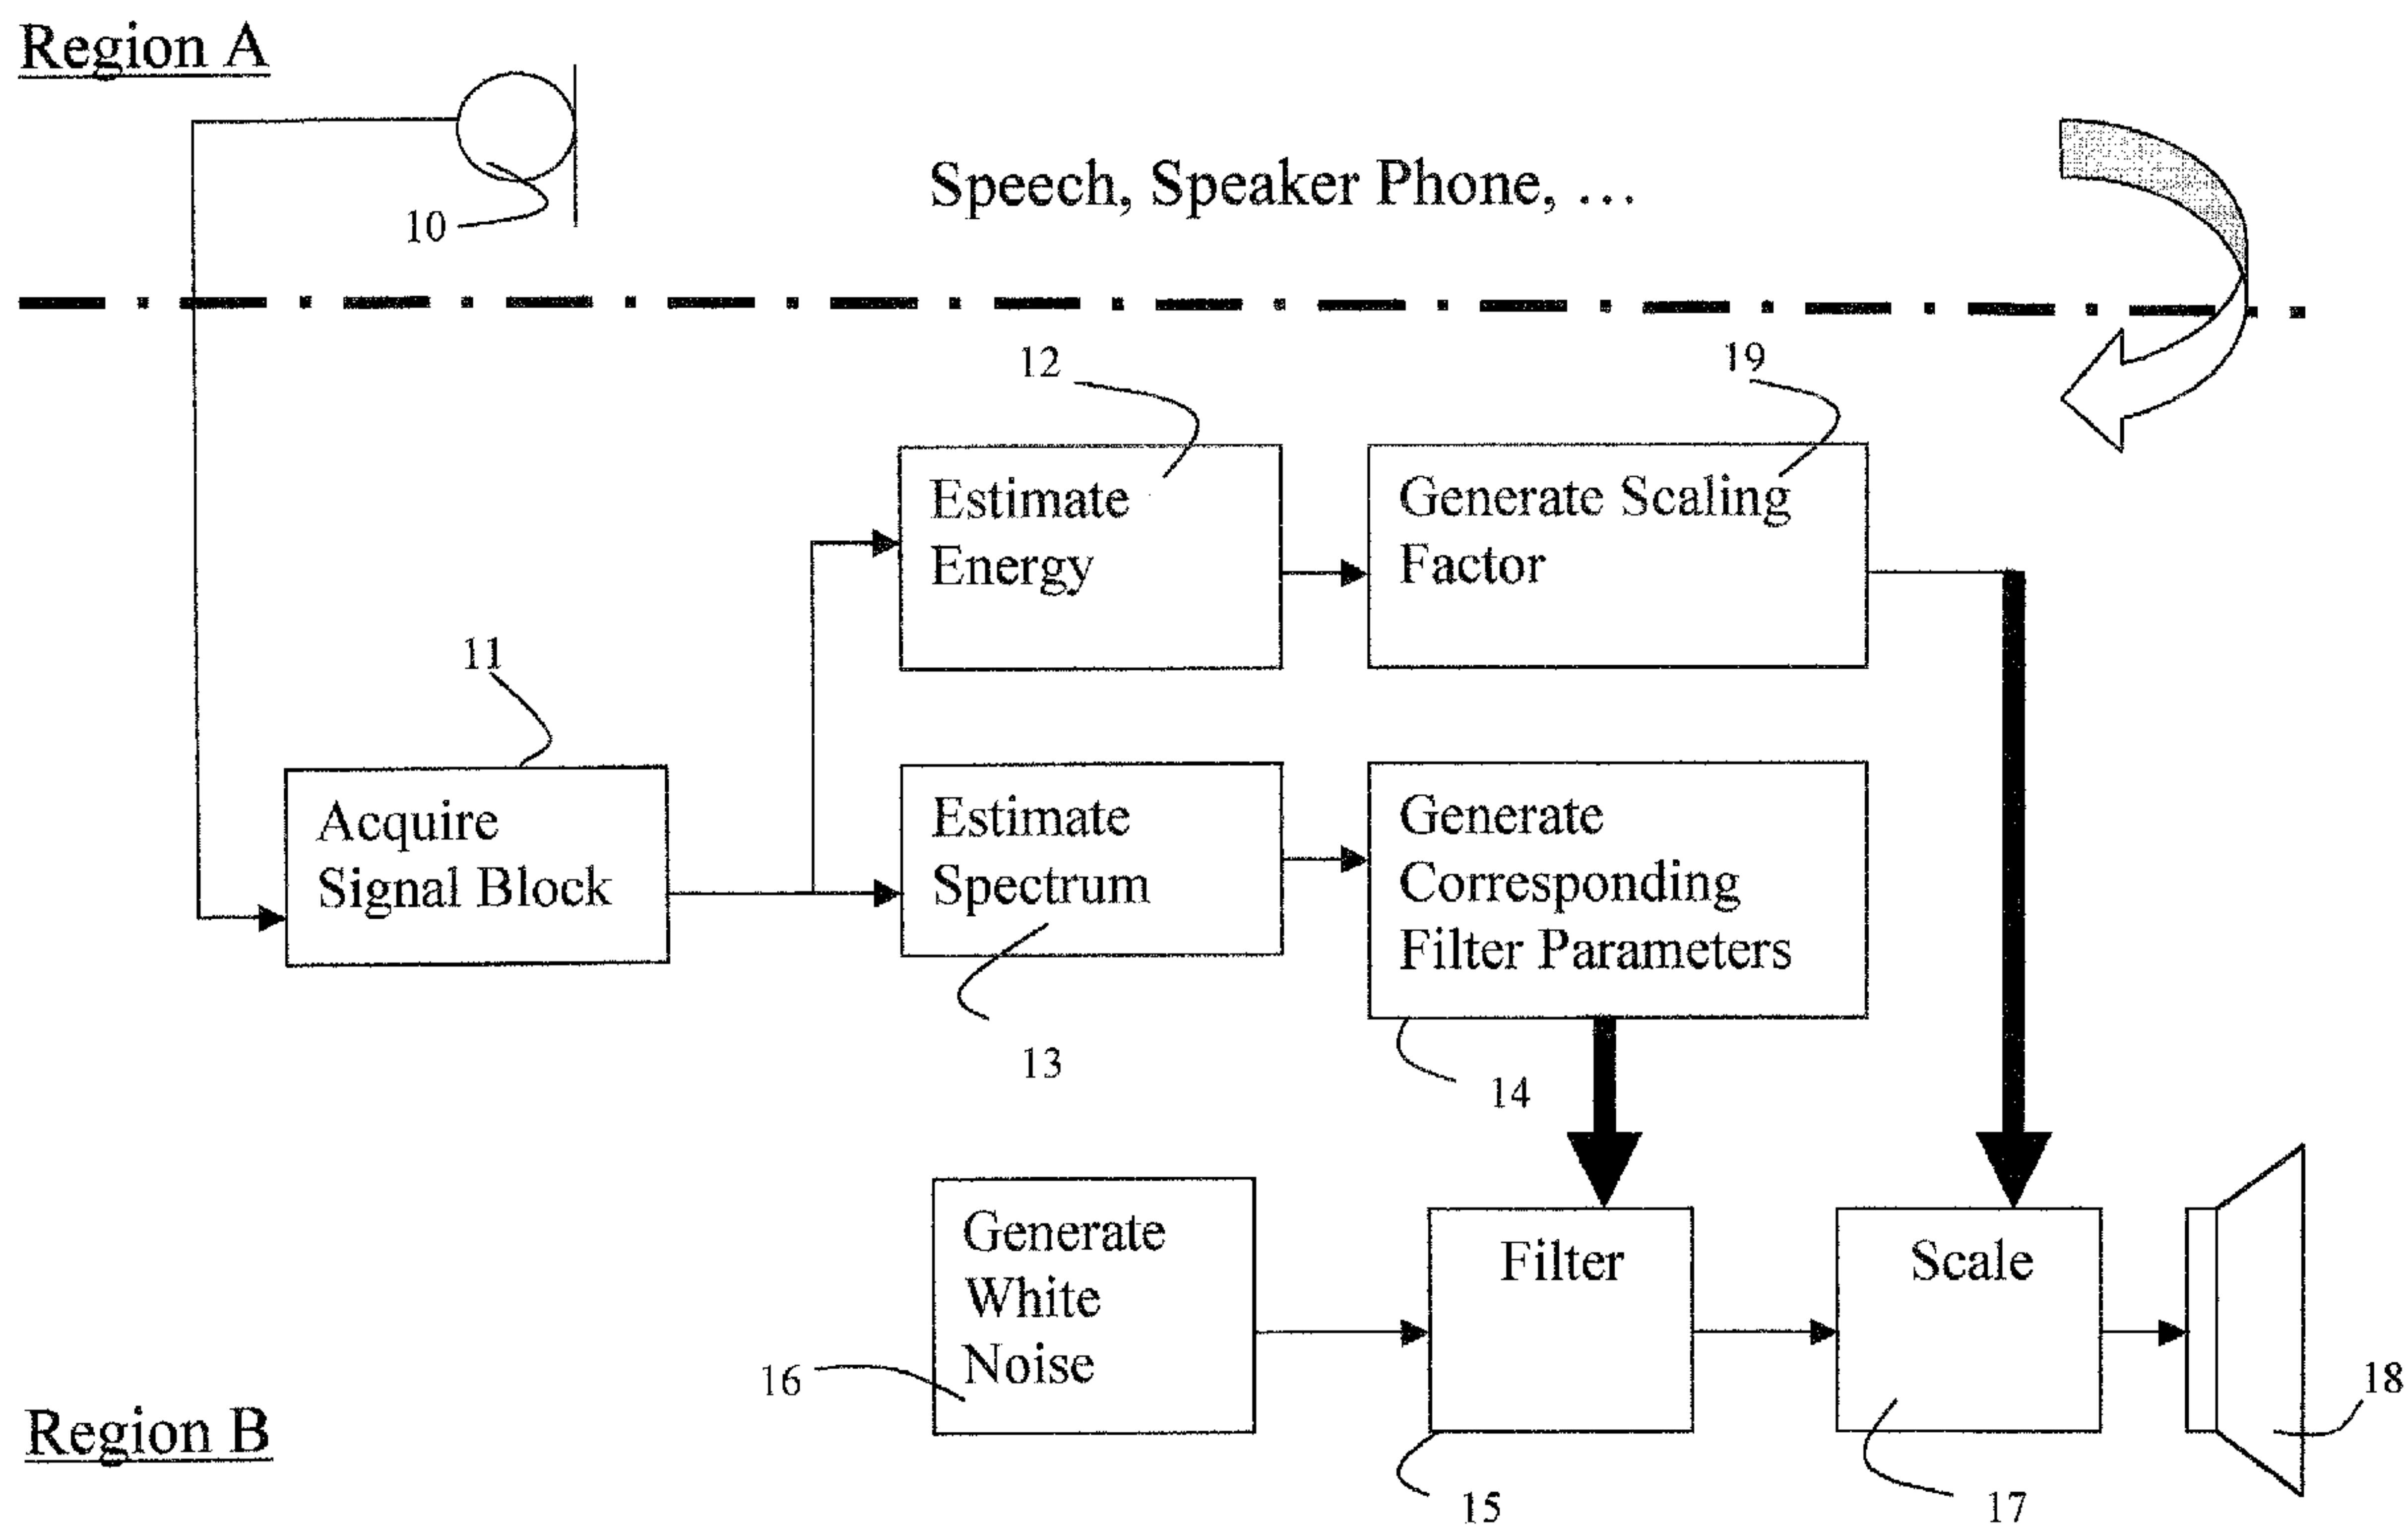 Region A
10
Speech, Speaker Phone, ...
12
19
Estimate
Energy
Generate Scaling
Factor
11
Acquire
Signal Block
Estimate
Spectrum
Generate
Corresponding
Filter Parameters
13
14
Generate
White
Noise
Filter
Scale
16
18
Region B
15
17